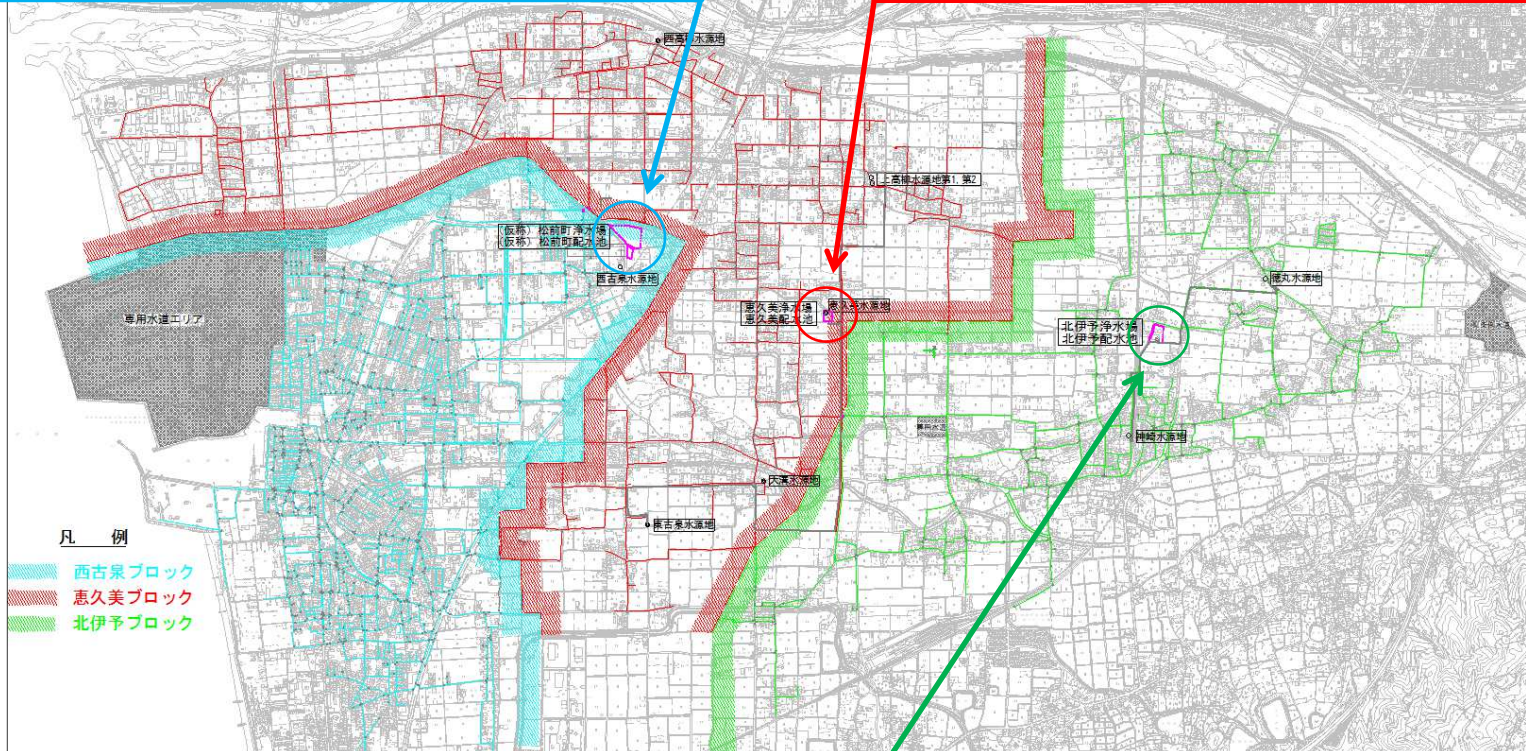 西高柳水源地
上高柳水源地第1, 第2
(仮称) 松前町浄水場
(仮称) 松前町配水池
西古泉水源地
専用水道エリア
恵久美浄水場
恵久美配水池
恵久美水源地
徳丸水源地
北伊予浄水場
北伊予配水池
神崎水源地
専用水道
大溝水源地
東古泉水源地
凡 例
西古泉ブロック
恵久美ブロック
北伊予ブロック